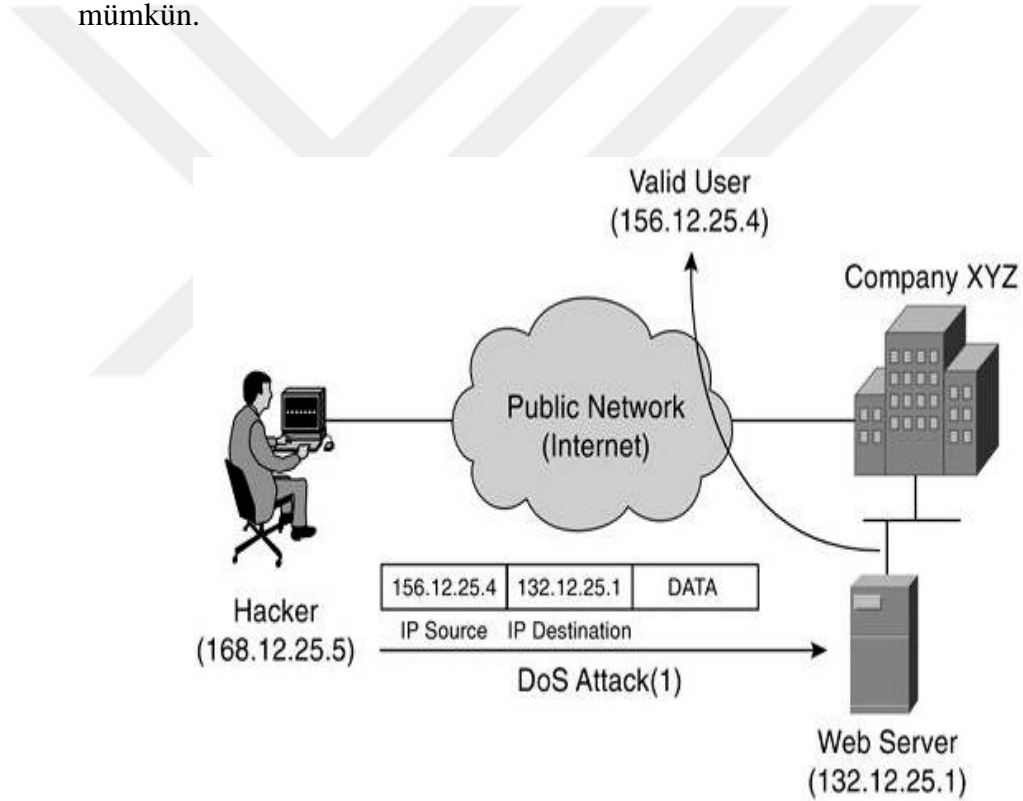 mümkün.
Valid User
(156.12.25.4)
Company XYZ
Public Network
(Internet)
156.12.25.4 132.12.25.1 DATA
IP Source IP Destination
Hacker
(168.12.25.5)
DoS Attack(1)
Web Server
(132.12.25.1)